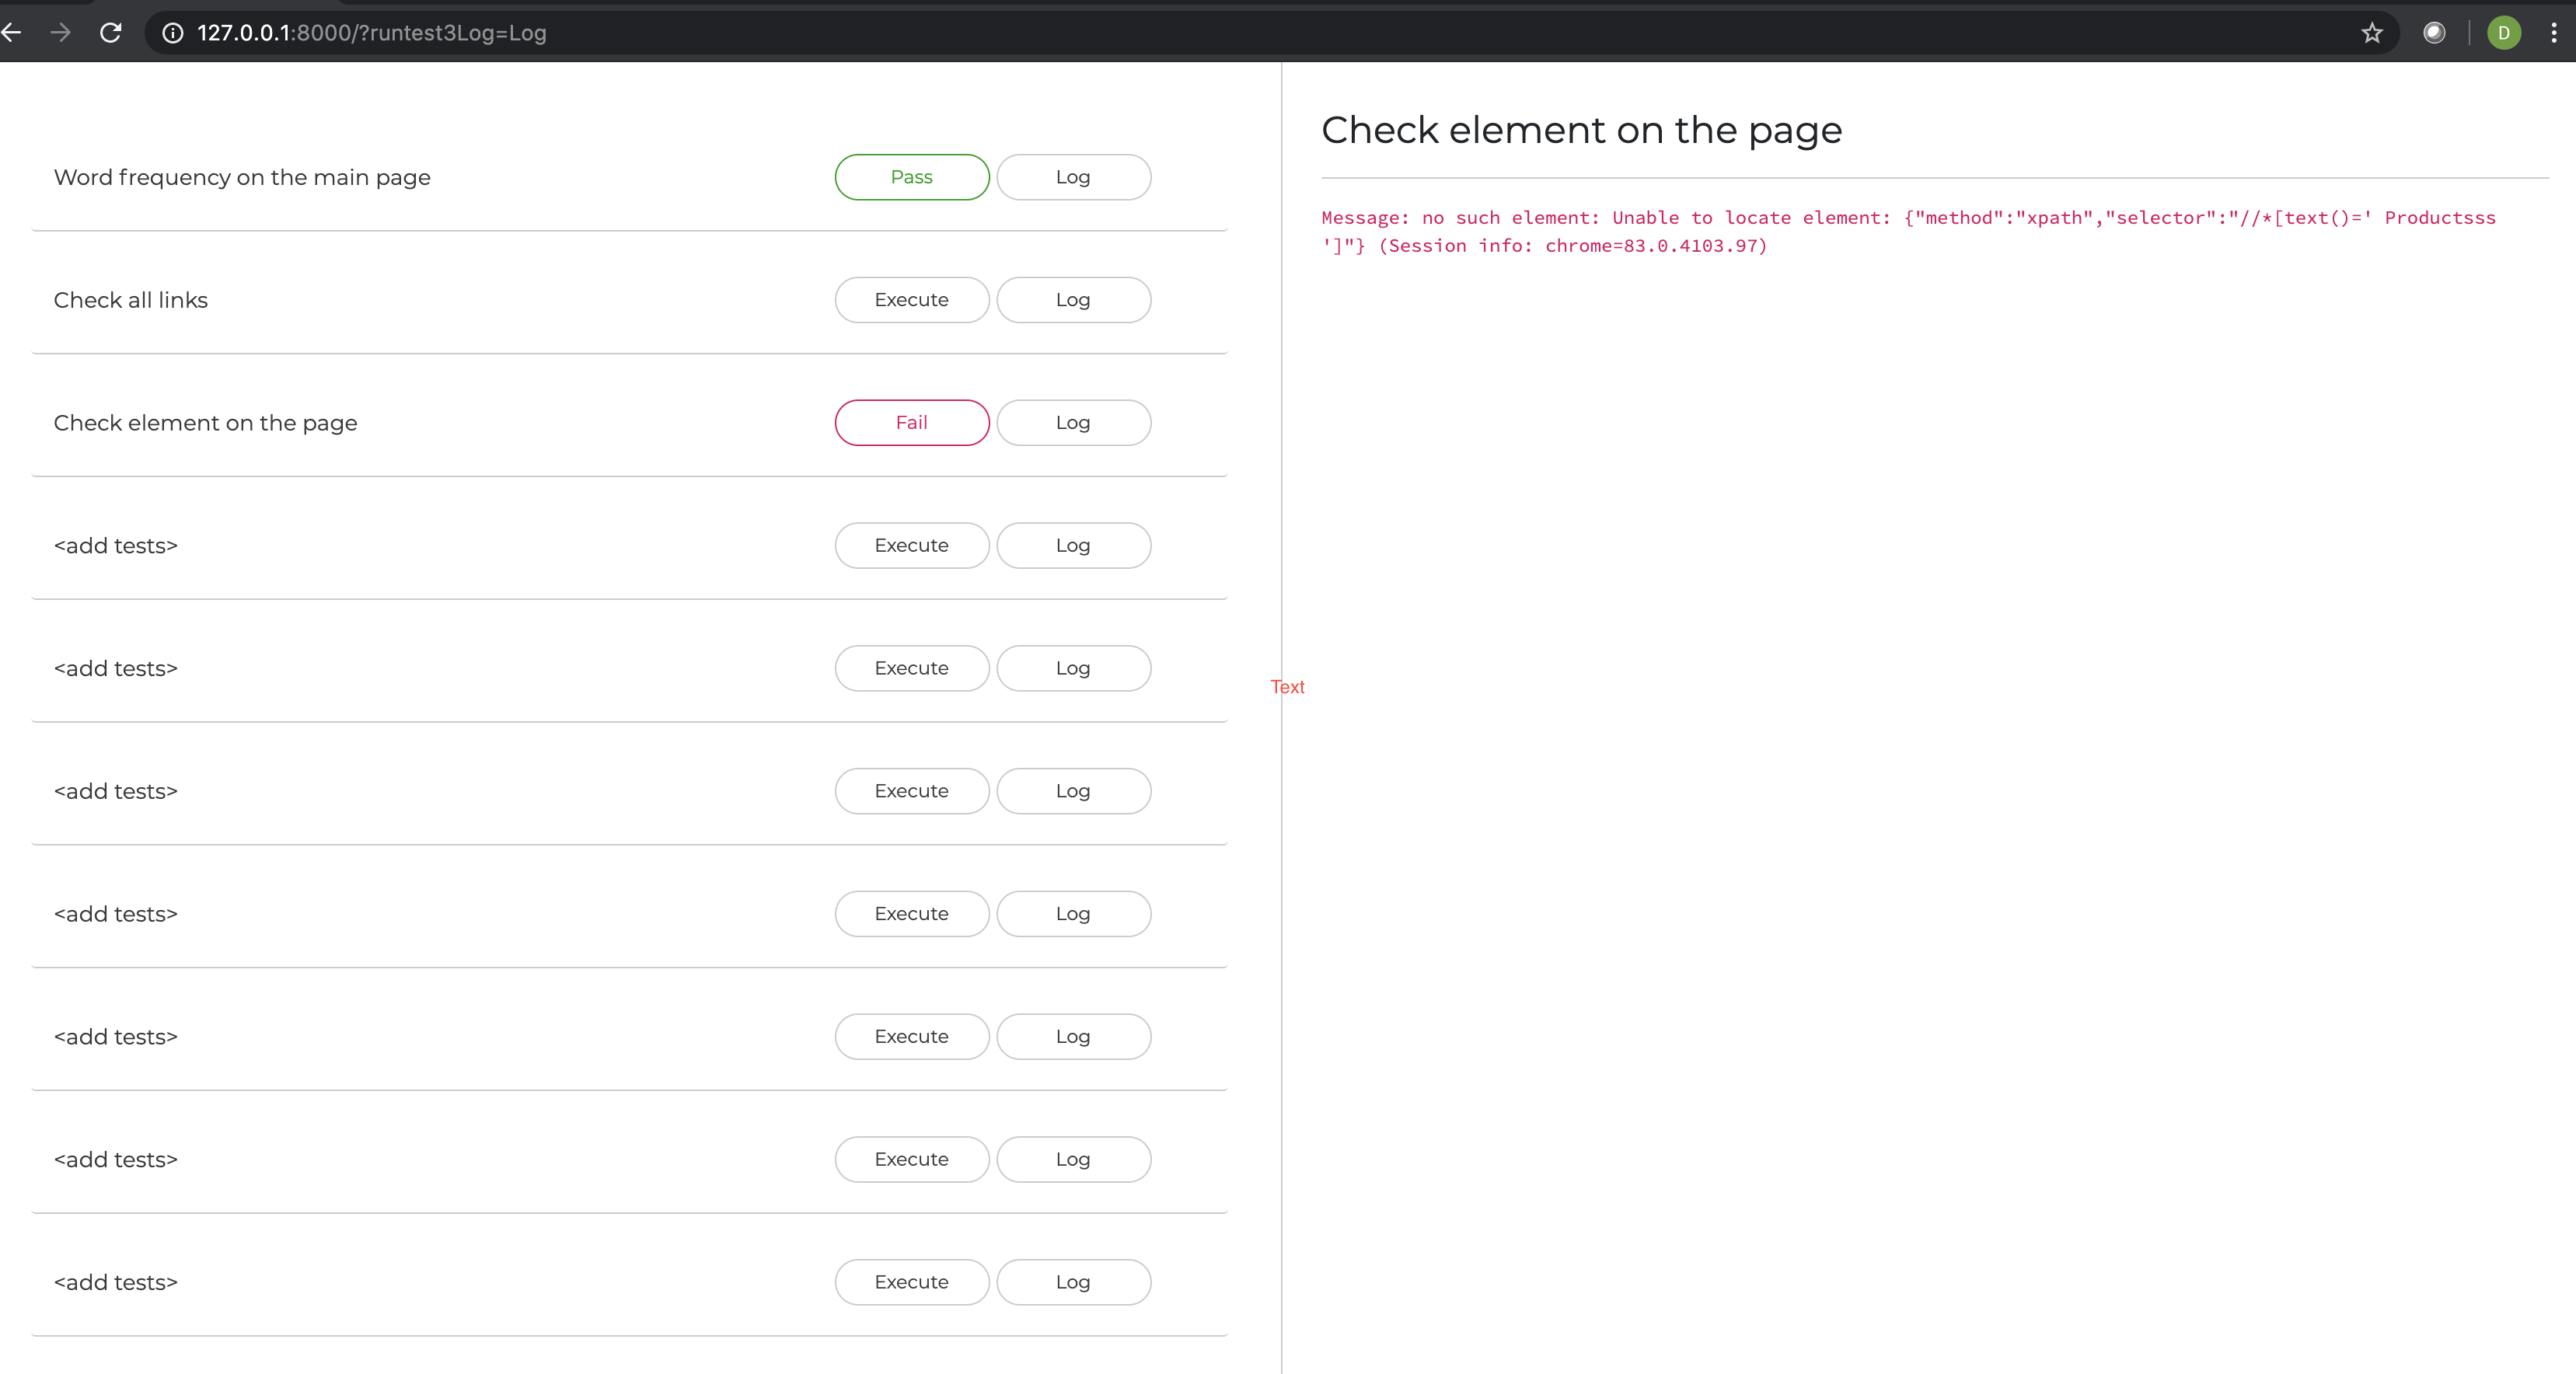 127.0.0.1:8000/?runtest3Log=Log
D
Word frequency on the main page
Pass
Log
Check all links
Execute
Log
Check element on the page
Fail
Log
<add tests>
Execute
Log
<add tests>
Execute
Log
<add tests>
Execute
Log
<add tests>
Execute
Log
<add tests>
Execute
Log
<add tests>
Execute
Log
<add tests>
Execute
Log
Text
Check element on the page
Message: no such element: Unable to locate element: {"method":"xpath","selector":"//*[text()=' Productsss
']"} (Session info: chrome=83.0.4103.97)